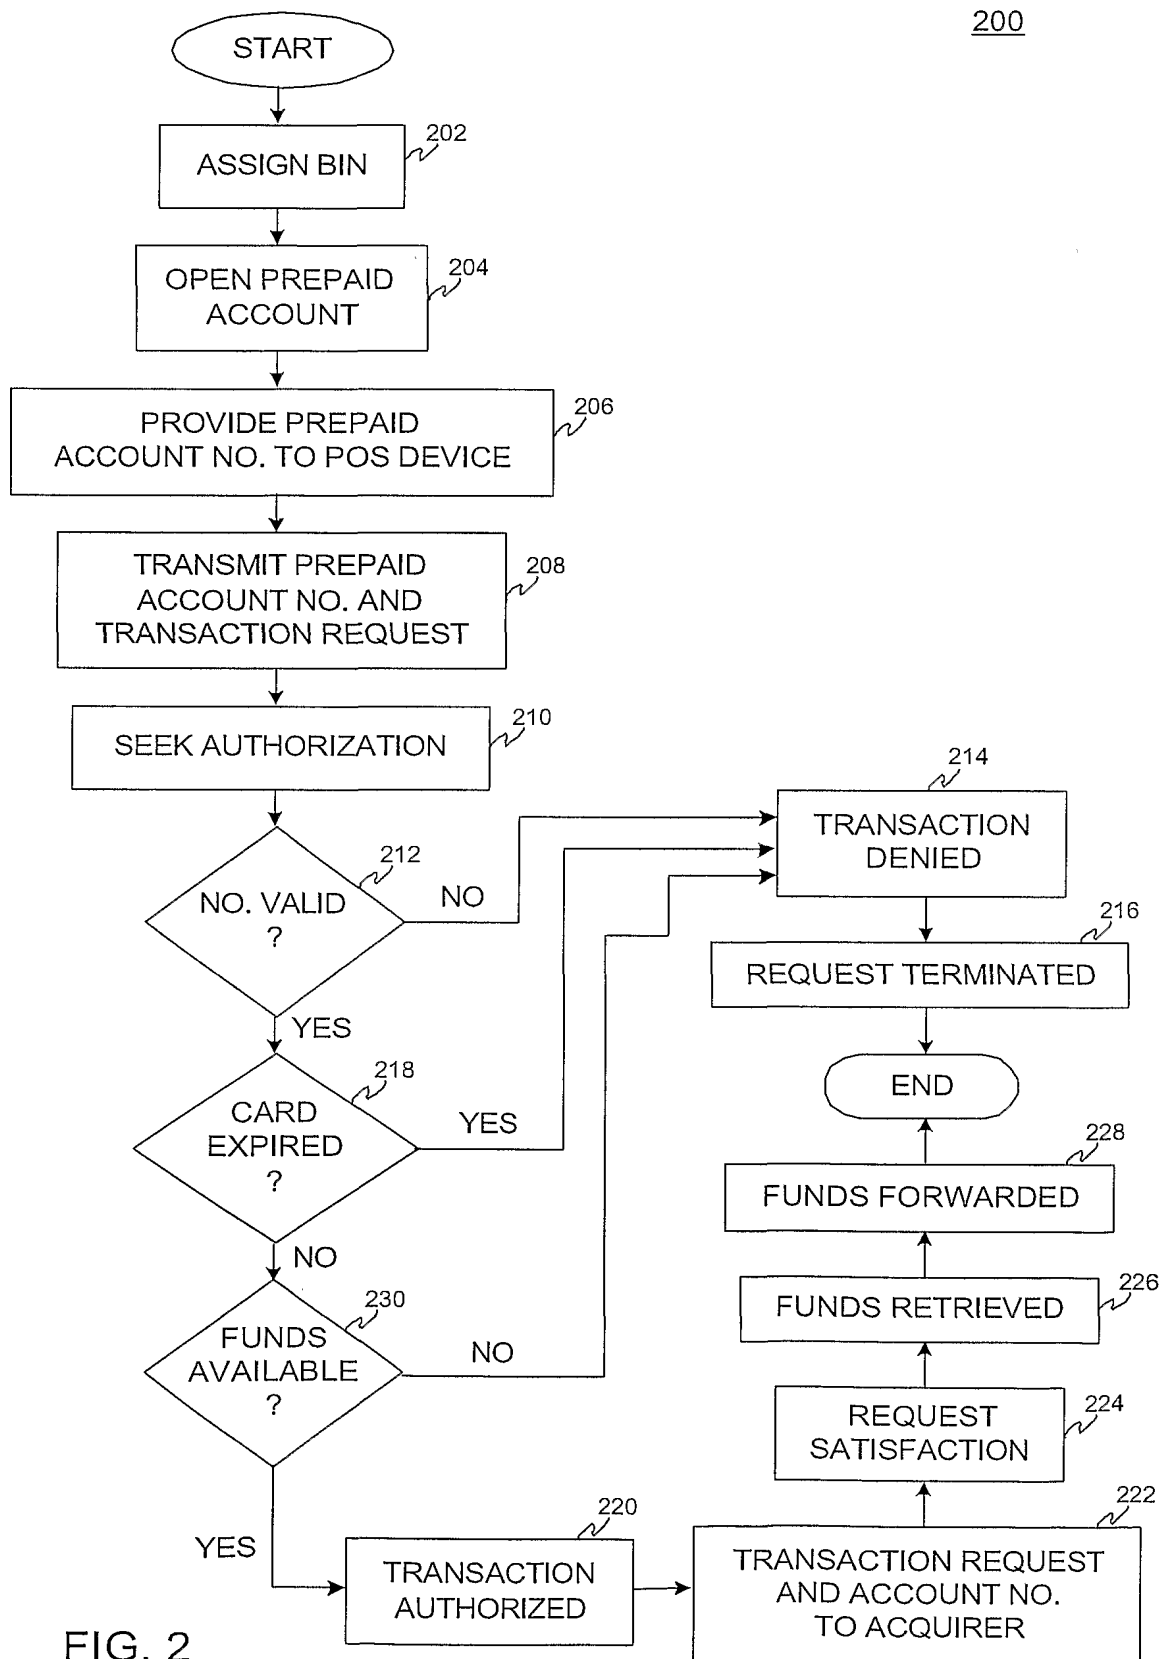 200
START
202
ASSIGN BIN
204
OPEN PREPAID
ACCOUNT
206
PROVIDE PREPAID
ACCOUNT NO. TO POS DEVICE
208
TRANSMIT PREPAID
ACCOUNT NO. AND
TRANSACTION REQUEST
210
SEEK AUTHORIZATION
212
NO. VALID
?
NO
YES
218
CARD
EXPIRED
?
YES
NO
230
FUNDS
AVAILABLE
?
NO
YES
214
TRANSACTION
DENIED
216
REQUEST TERMINATED
END
228
FUNDS FORWARDED
226
FUNDS RETRIEVED
224
REQUEST
SATISFACTION
220
TRANSACTION
AUTHORIZED
222
TRANSACTION REQUEST
AND ACCOUNT NO.
TO ACQUIRER
FIG. 2